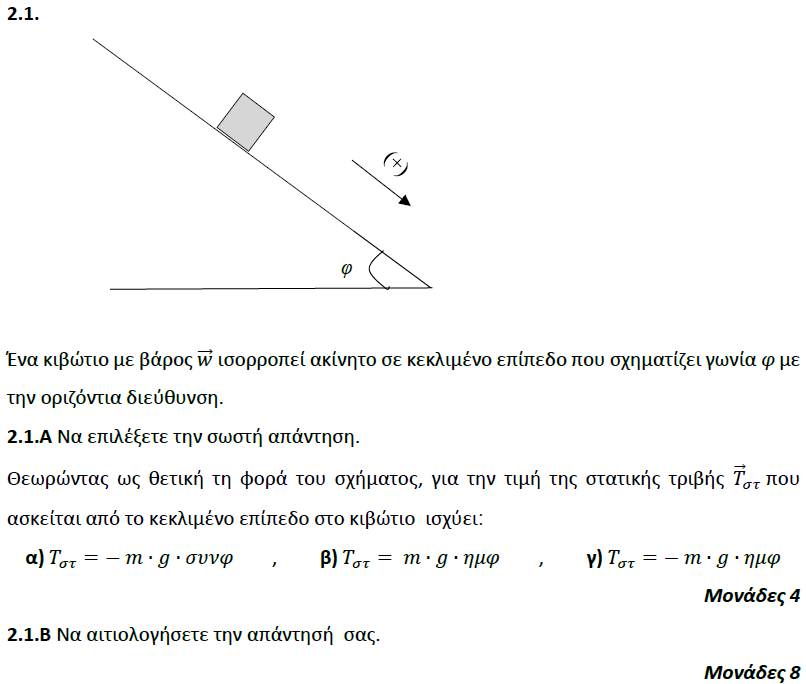 2.1.
(+)
φ
Ένα κιβώτιο με βάρος w⃗ ισορροπεί ακίνητο σε κεκλιμένο επίπεδο που σχηματίζει γωνία φ με
την οριζόντια διεύθυνση.
2.1.Α Να επιλέξετε την σωστή απάντηση.
Θεωρώντας ως θετική τη φορά του σχήματος, για την τιμή της στατικής τριβής T⃗στ που
ασκείται από το κεκλιμένο επίπεδο στο κιβώτιο ισχύει:
α) Tστ = − m · g · συνφ , β) Tστ = m · g · ημφ , γ) Tστ = − m · g · ημφ
Μονάδες 4
2.1.Β Να αιτιολογήσετε την απάντησή σας.
Μονάδες 8